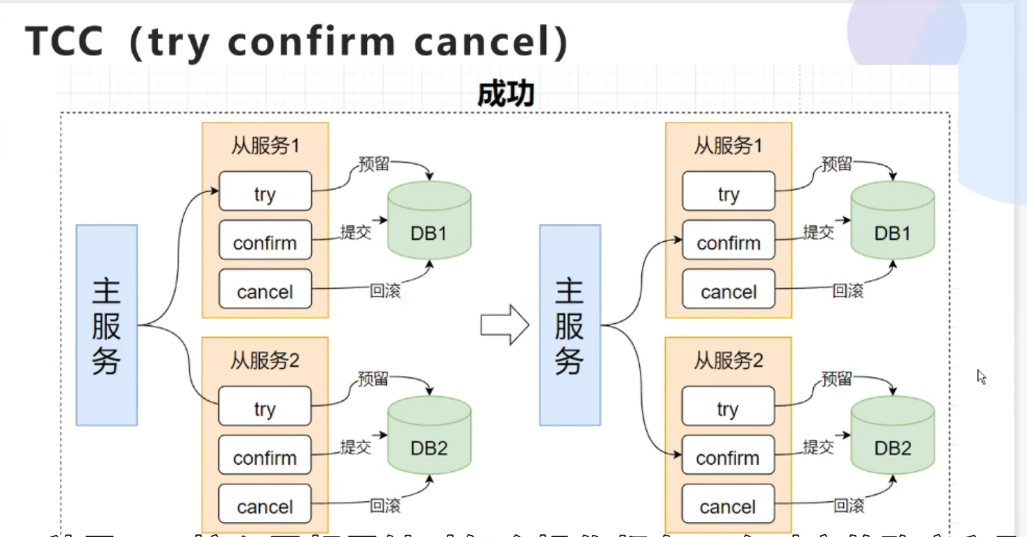 TCC（try confirm cancel）
成功
从服务1
try
confirm
cancel
预留
提交
回滚
DB1
主服务
从服务2
try
confirm
cancel
预留
提交
回滚
DB2
从服务1
try
confirm
cancel
预留
提交
回滚
DB1
主服务
从服务2
try
confirm
cancel
预留
提交
回滚
DB2